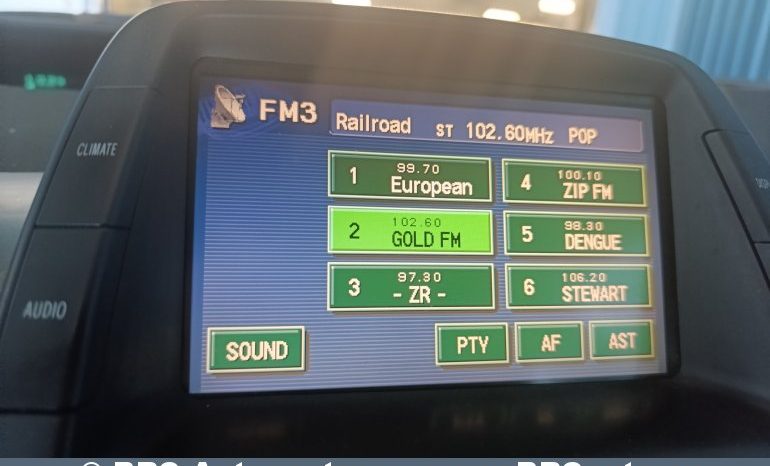 FM3 Railroad ST 102.60MHz POP
CLIMATE
1 99.70 European
4 100.10 ZIP FM
2 102.60 GOLD FM
5 98.30 DENGUE
3 97.30 - ZR -
6 106.20 STEWART
AUDIO
SOUND PTY AF AST